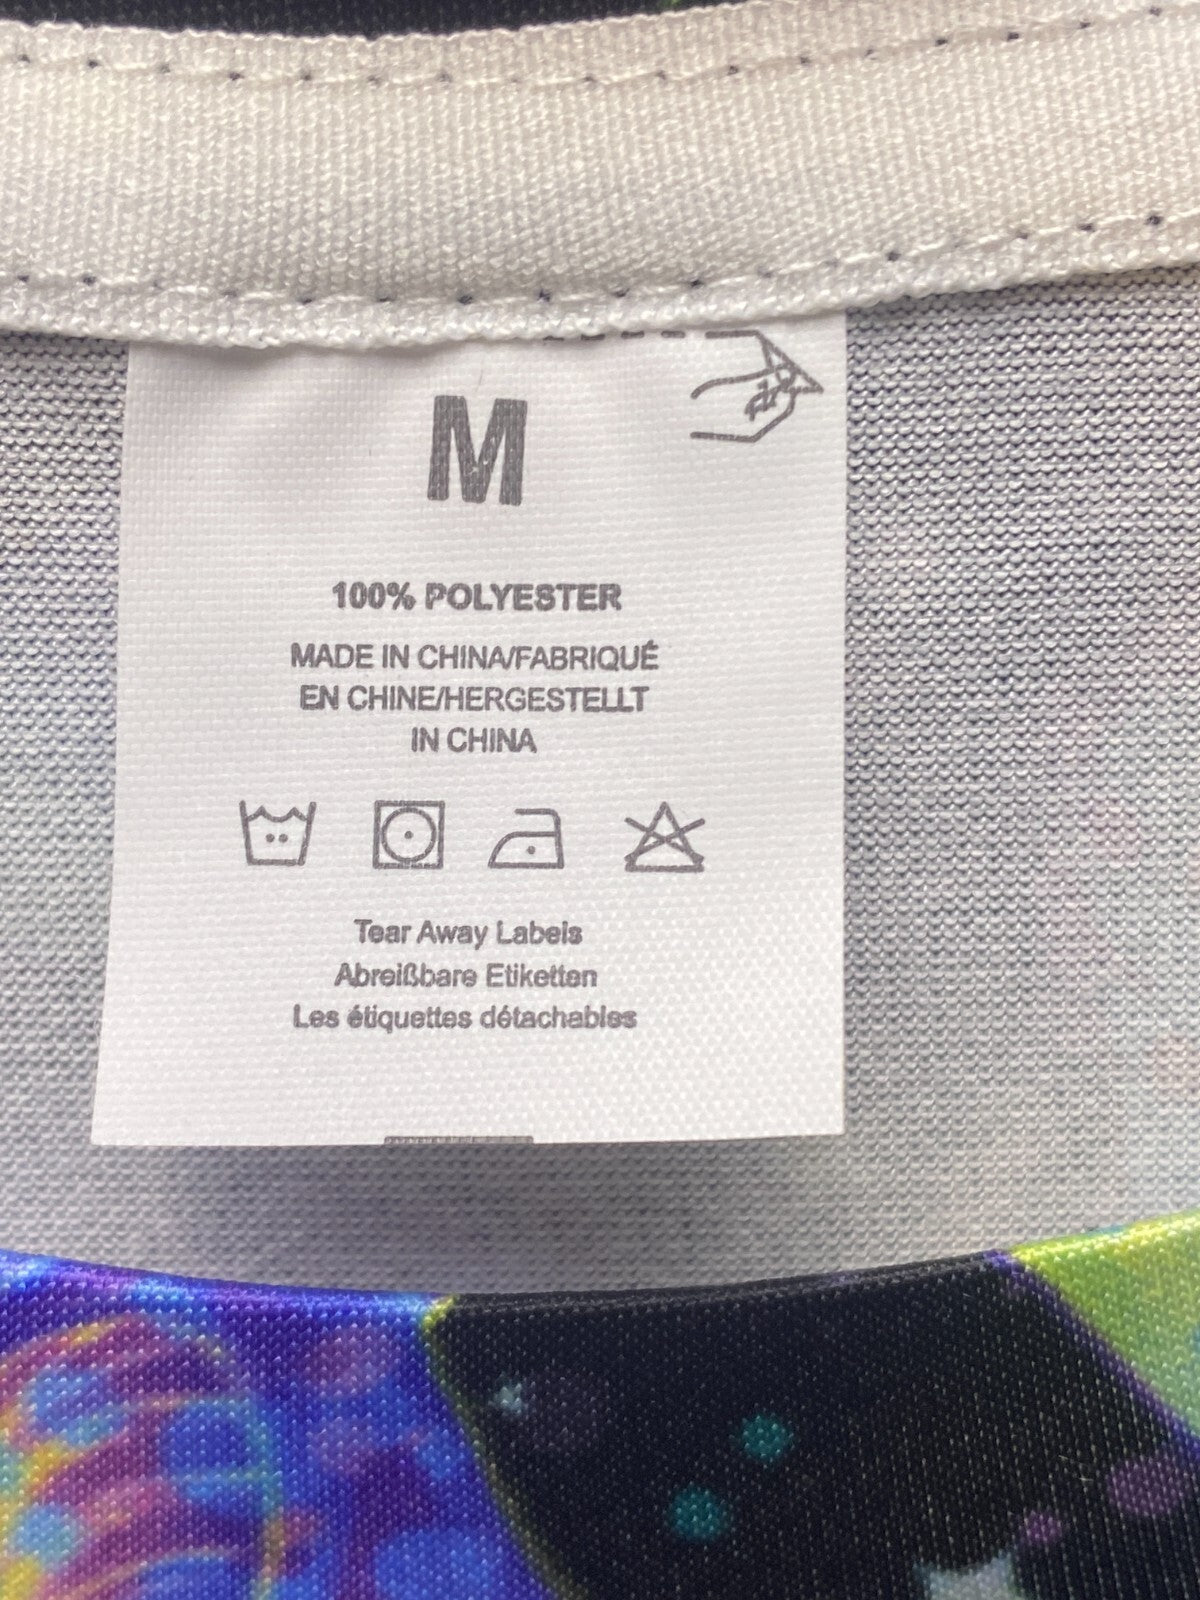 M
100% POLYESTER
MADE IN CHINA/FABRIQUÉ
EN CHINE/HERGESTELLT
IN CHINA
Tear Away Labels
Abreißbare Etiketten
Les étiquettes détachables